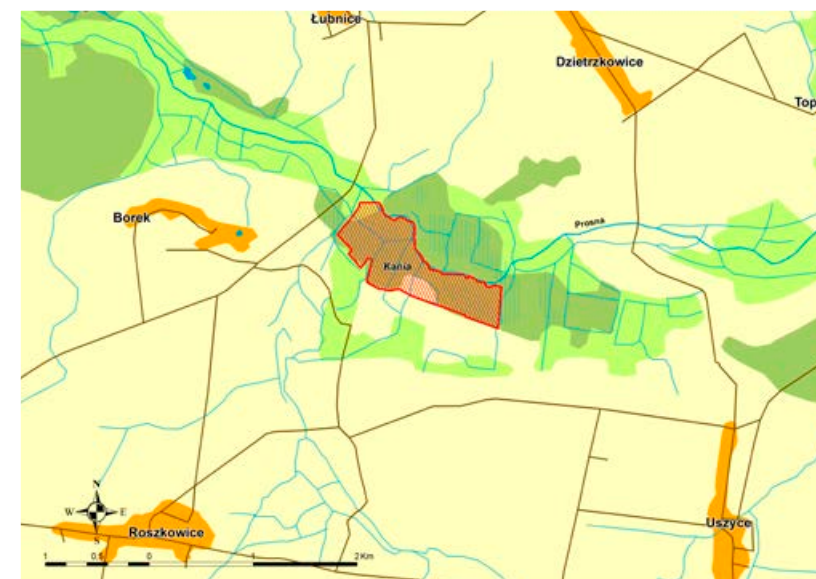 Łubnice
Dzietrzkowice
Top
Borek
Prosna
Kania
N
W E
S
Roszkowice
Uszyce
1 0,5 0 1 2 Km